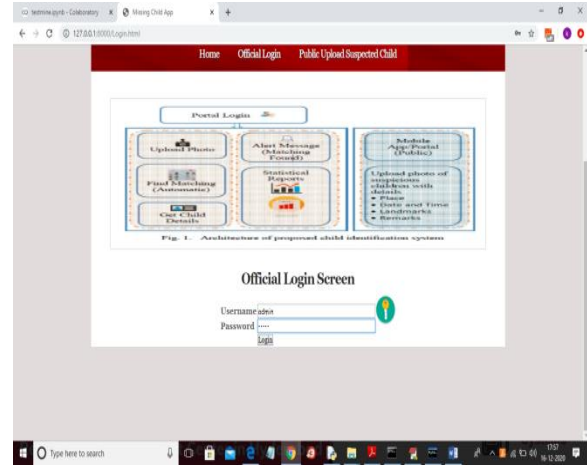 testmine.ipynb - Colaboratory
Missing Child App
127.0.0.1:8000/Login.html
Home Official Login Public Upload Suspected Child
Portal Login
Upload Photo
Alert Message
(Matching
Found)
Mobile
App/Portal
(Public)
Find Matching
(Automatic)
Statistical
Reports
Get Child
Details
Upload photo of
suspicious
children with
details
• Place
• Date and Time
• Landmarks
• Remarks
Fig. 1. Architecture of proposed child identification system
Official Login Screen
Username admin
Password •••••
Login
Type here to search
17:57
16-12-2020